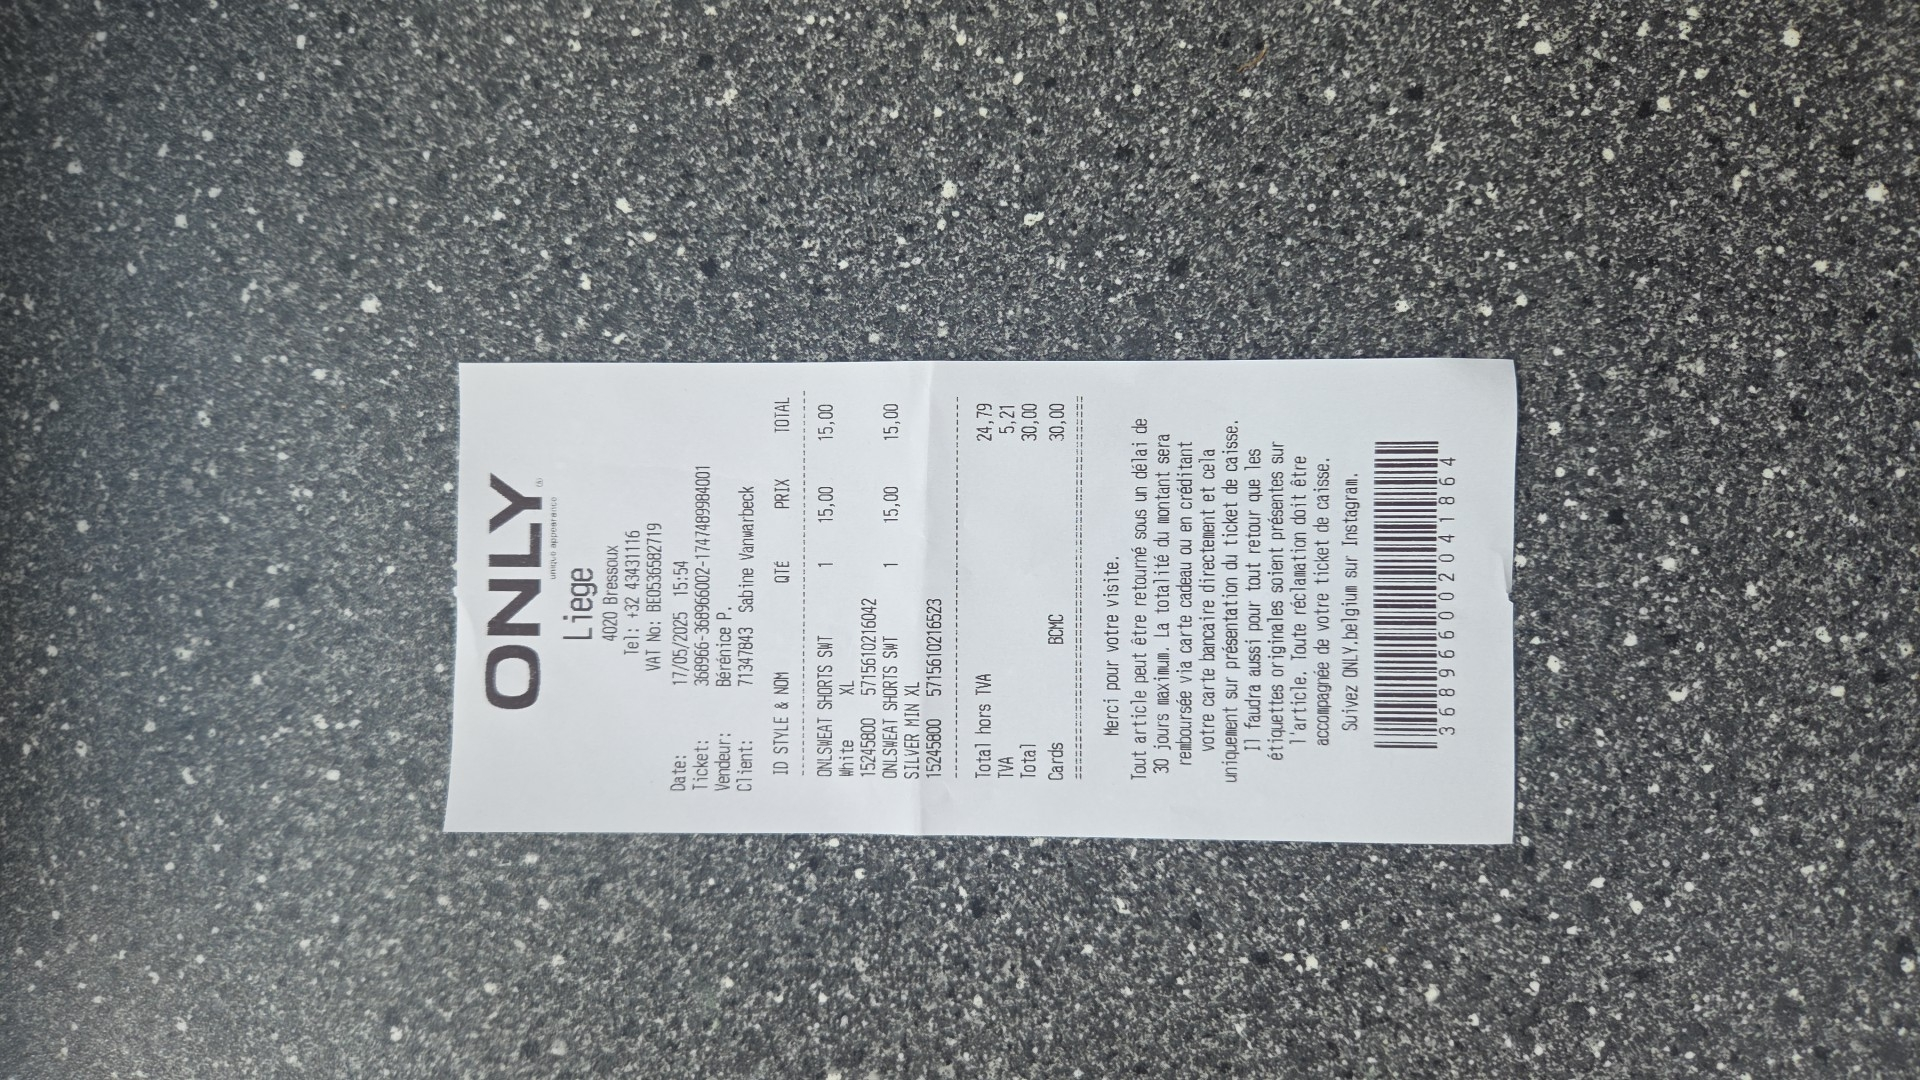 ONLY
unique appearance
Liege
4020 Bressoux
Tel: +32 43431116
VAT No: BE0536582719
Date: 17/05/2025 15:54
Ticket: 368966-368966002-1747489984001
Vendeur: Bérénice P.
Client: 71347843 Sabine Vanwarbeck
ID STYLE & NOM QTÉ PRIX TOTAL
ONLSWEAT SHORTS SWT 1 15,00 15,00
White XL
15245800 5715610216042
ONLSWEAT SHORTS SWT 1 15,00 15,00
SILVER MIN XL
15245800 5715610216523
Total hors TVA 24,79
TVA 5,21
Total 30,00
Cards BCMC 30,00
Merci pour votre visite.
Tout article peut être retourné sous un délai de
30 jours maximum. La totalité du montant sera
remboursée via carte cadeau ou en créditant
votre carte bancaire directement et cela
uniquement sur présentation du ticket de caisse.
Il faudra aussi pour tout retour que les
étiquettes originales soient présentes sur
l'article. Toute réclamation doit être
accompagnée de votre ticket de caisse.
Suivez ONLY.belgium sur Instagram.
368966002041864